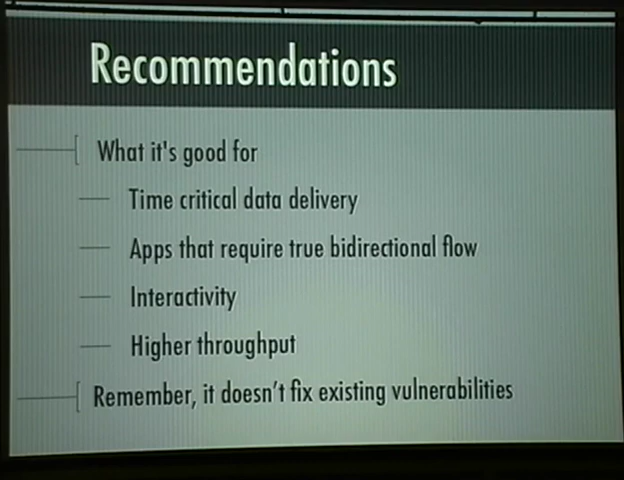 Recommendations
What it's good for
Time critical data delivery
Apps that require true bidirectional flow
Interactivity
Higher throughput
Remember, it doesn't fix existing vulnerabilities